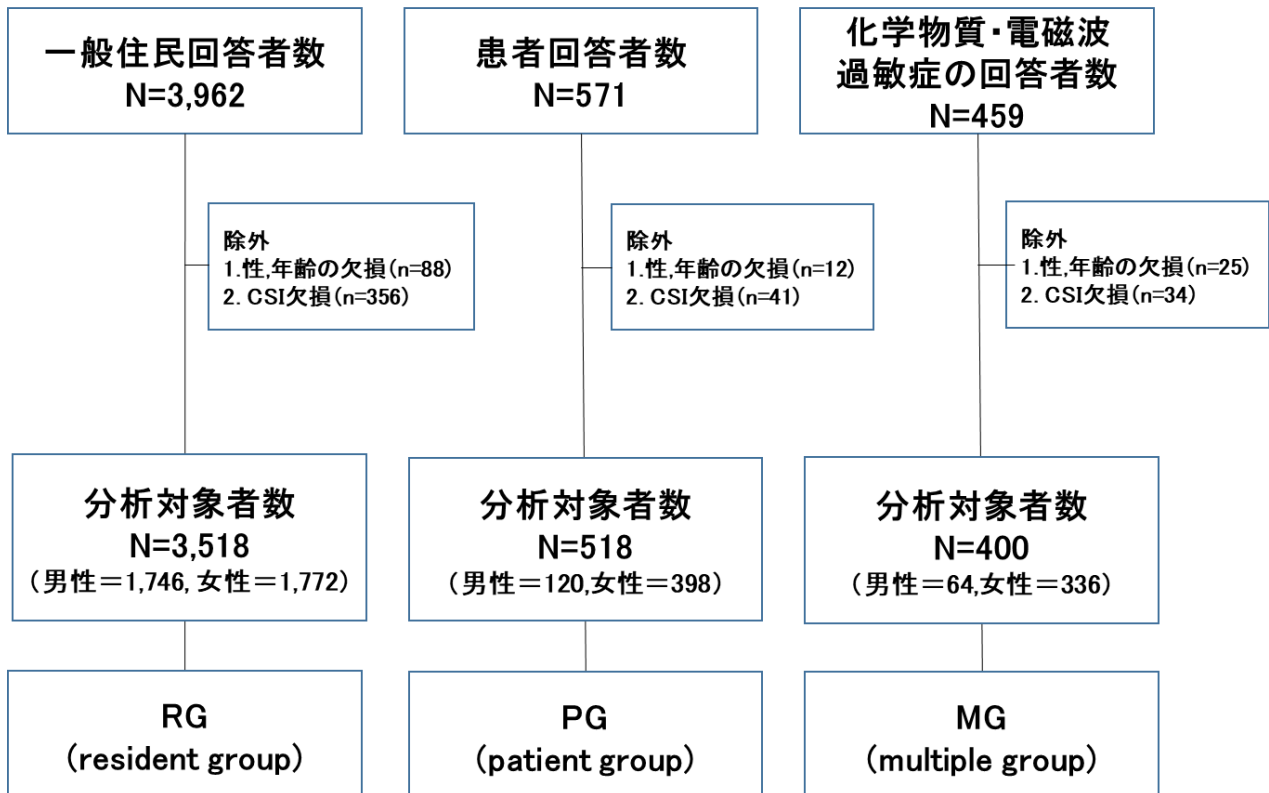 一般住民回答者数
N=3,962
患者回答者数
N=571
化学物質・電磁波
過敏症の回答者数
N=459
除外
1.性,年齢の欠損(n=88)
2. CSI欠損(n=356)
除外
1.性,年齢の欠損(n=12)
2. CSI欠損(n=41)
除外
1.性,年齢の欠損(n=25)
2. CSI欠損(n=34)
分析対象者数
N=3,518
(男性=1,746, 女性=1,772)
分析対象者数
N=518
(男性=120,女性=398)
分析対象者数
N=400
(男性=64,女性=336)
RG
(resident group)
PG
(patient group)
MG
(multiple group)